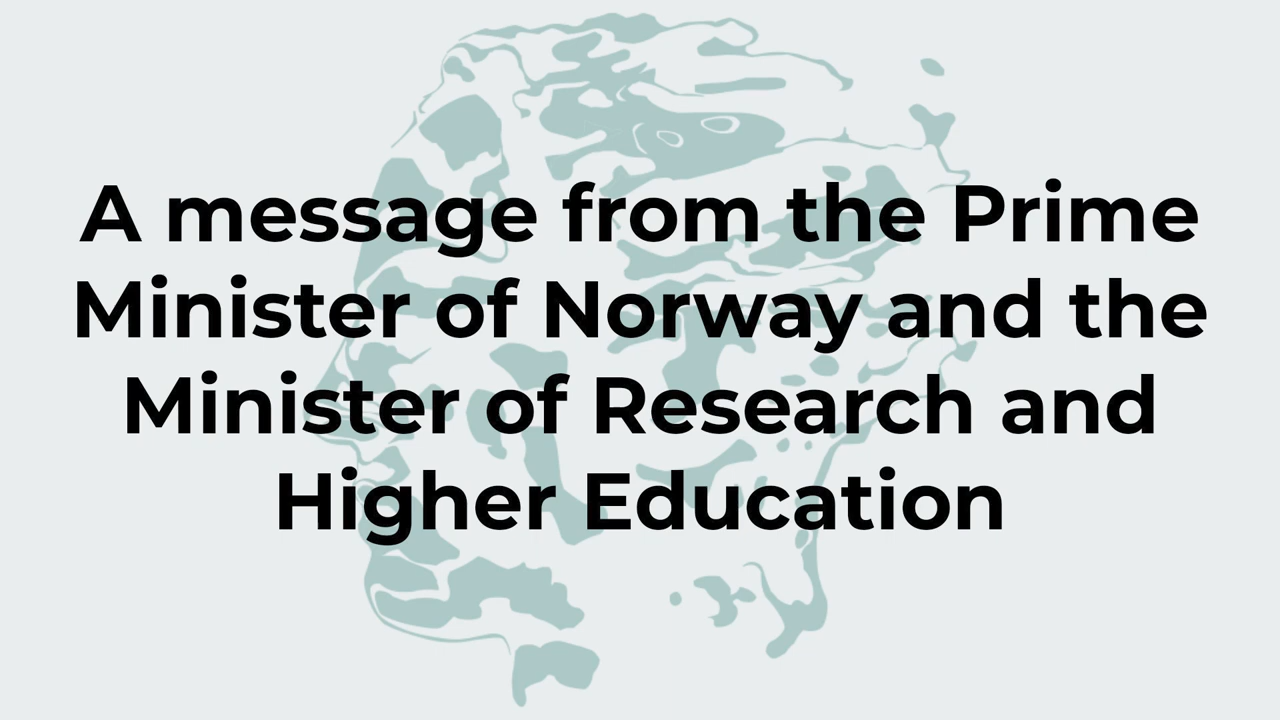 A message from the Prime
Minister of Norway and the
Minister of Research and
Higher Education